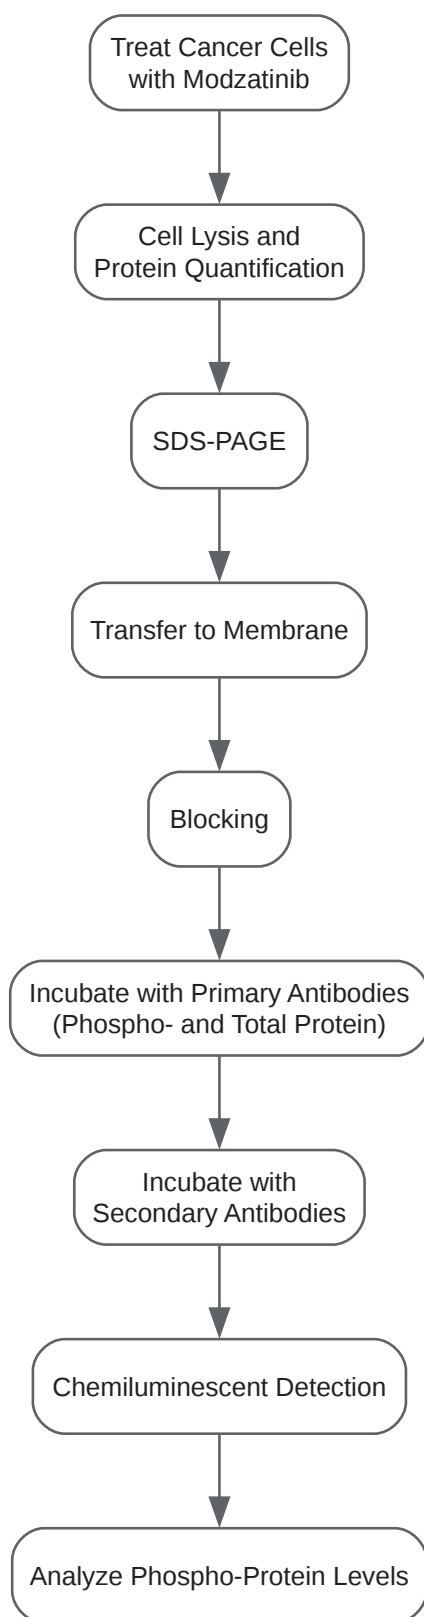 Treat Cancer Cells
with Modzatinib
Cell Lysis and
Protein Quantification
SDS-PAGE
Transfer to Membrane
Blocking
Incubate with Primary Antibodies
(Phospho- and Total Protein)
Incubate with
Secondary Antibodies
Chemiluminescent Detection
Analyze Phospho-Protein Levels